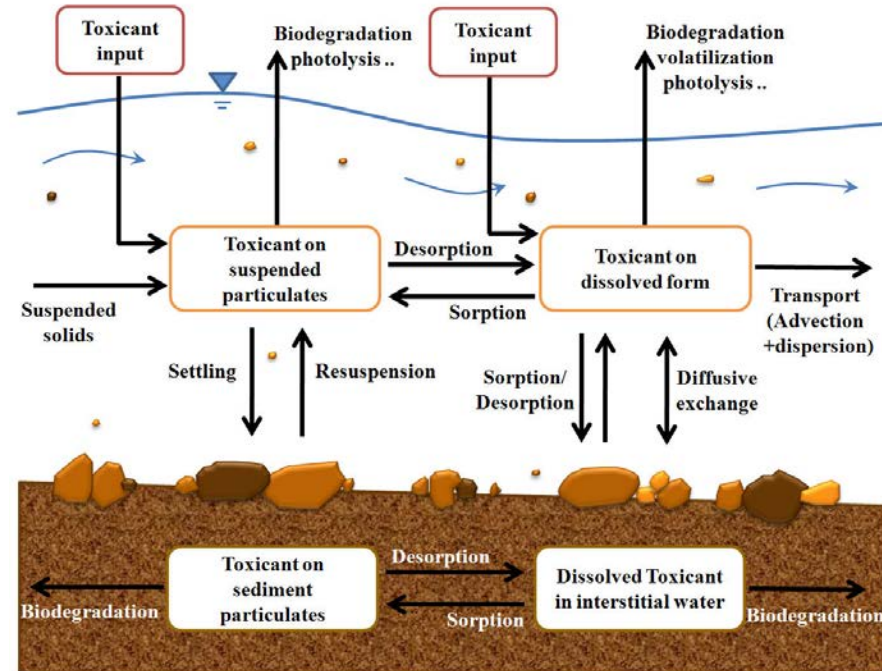 Toxicant
input
Biodegradation
photolysis ..
Toxicant
input
Biodegradation
volatilization
photolysis ..
Toxicant on
suspended
particulates
Desorption
Sorption
Toxicant on
dissolved form
Suspended
solids
Transport
(Advection
+dispersion)
Settling
Resuspension
Sorption/
Desorption
Diffusive
exchange
Toxicant on
sediment
particulates
Desorption
Sorption
Dissolved Toxicant
in interstitial water
Biodegradation
Biodegradation